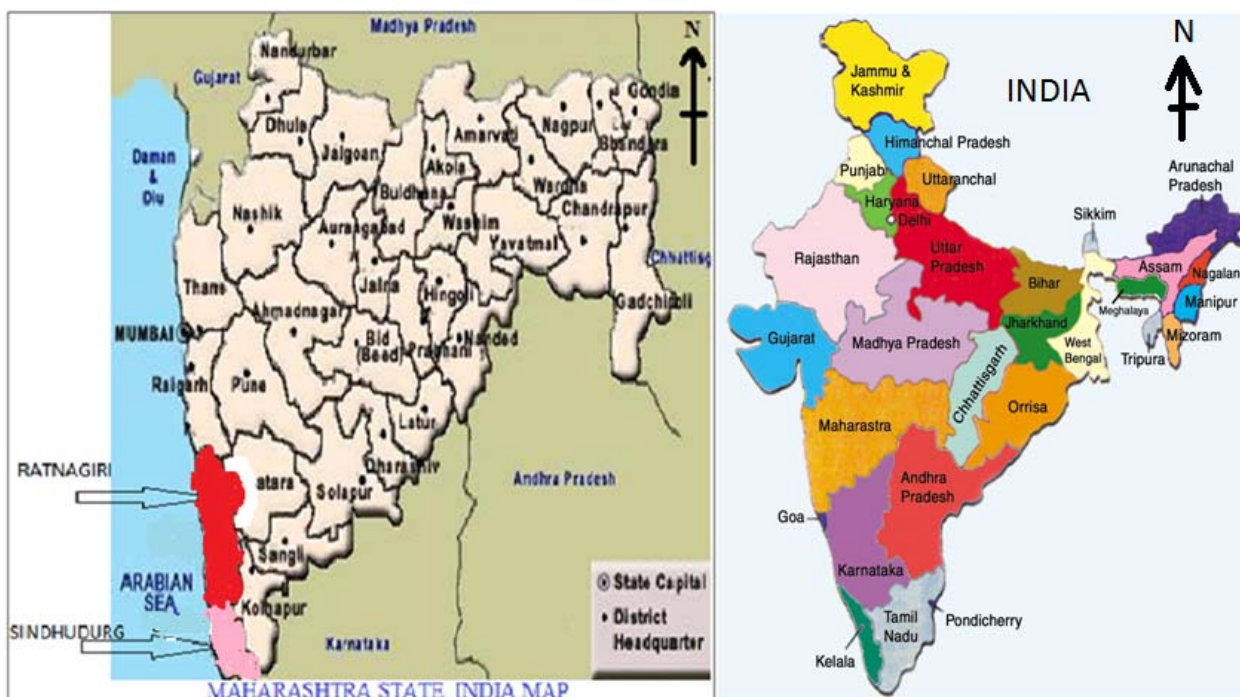 Madhya Pradesh
N
Nandurbar
Gujarat
Gondia
Dhule
Amarvati
Nagpur
Jalgoan
Bhandara
Daman
&
Diu
Akola
Buldhana
Wardha
Nashik
Washim
Chandrapur
Auraagabad
Yavatmal
Chhattisg
Thane
Jalna
Hingoli
Ahmadnagar
Gadchiroli
MUMBAI
Bid
(Beed)
Prabhani
Nanded
Raigarh
Pune
Latur
RATNAGIRI
atara
Dharashiv
Solapur
Andhra Pradesh
Sangli
ARABIAN
SEA
Kolhapur
State Capital
District
Headquarter
SINDHUDURG
Karnataka
MAHARASHTRA STATE, INDIA MAP
N
INDIA
Jammu &
Kashmir
Himanchal Pradesh
Punjab
Uttaranchal
Arunachal
Pradesh
Haryana
Delhi
Sikkim
Rajasthan
Uttar
Pradesh
Assam
Nagalan
Bihar
Meghalaya
Manipur
Jharkhand
Gujarat
Madhya Pradesh
West
Bengal
Tripura
Mizoram
Chhattisgarh
Orrisa
Maharastra
Andhra
Pradesh
Goa
Karnataka
Tamil
Nadu
Pondicherry
Kelala